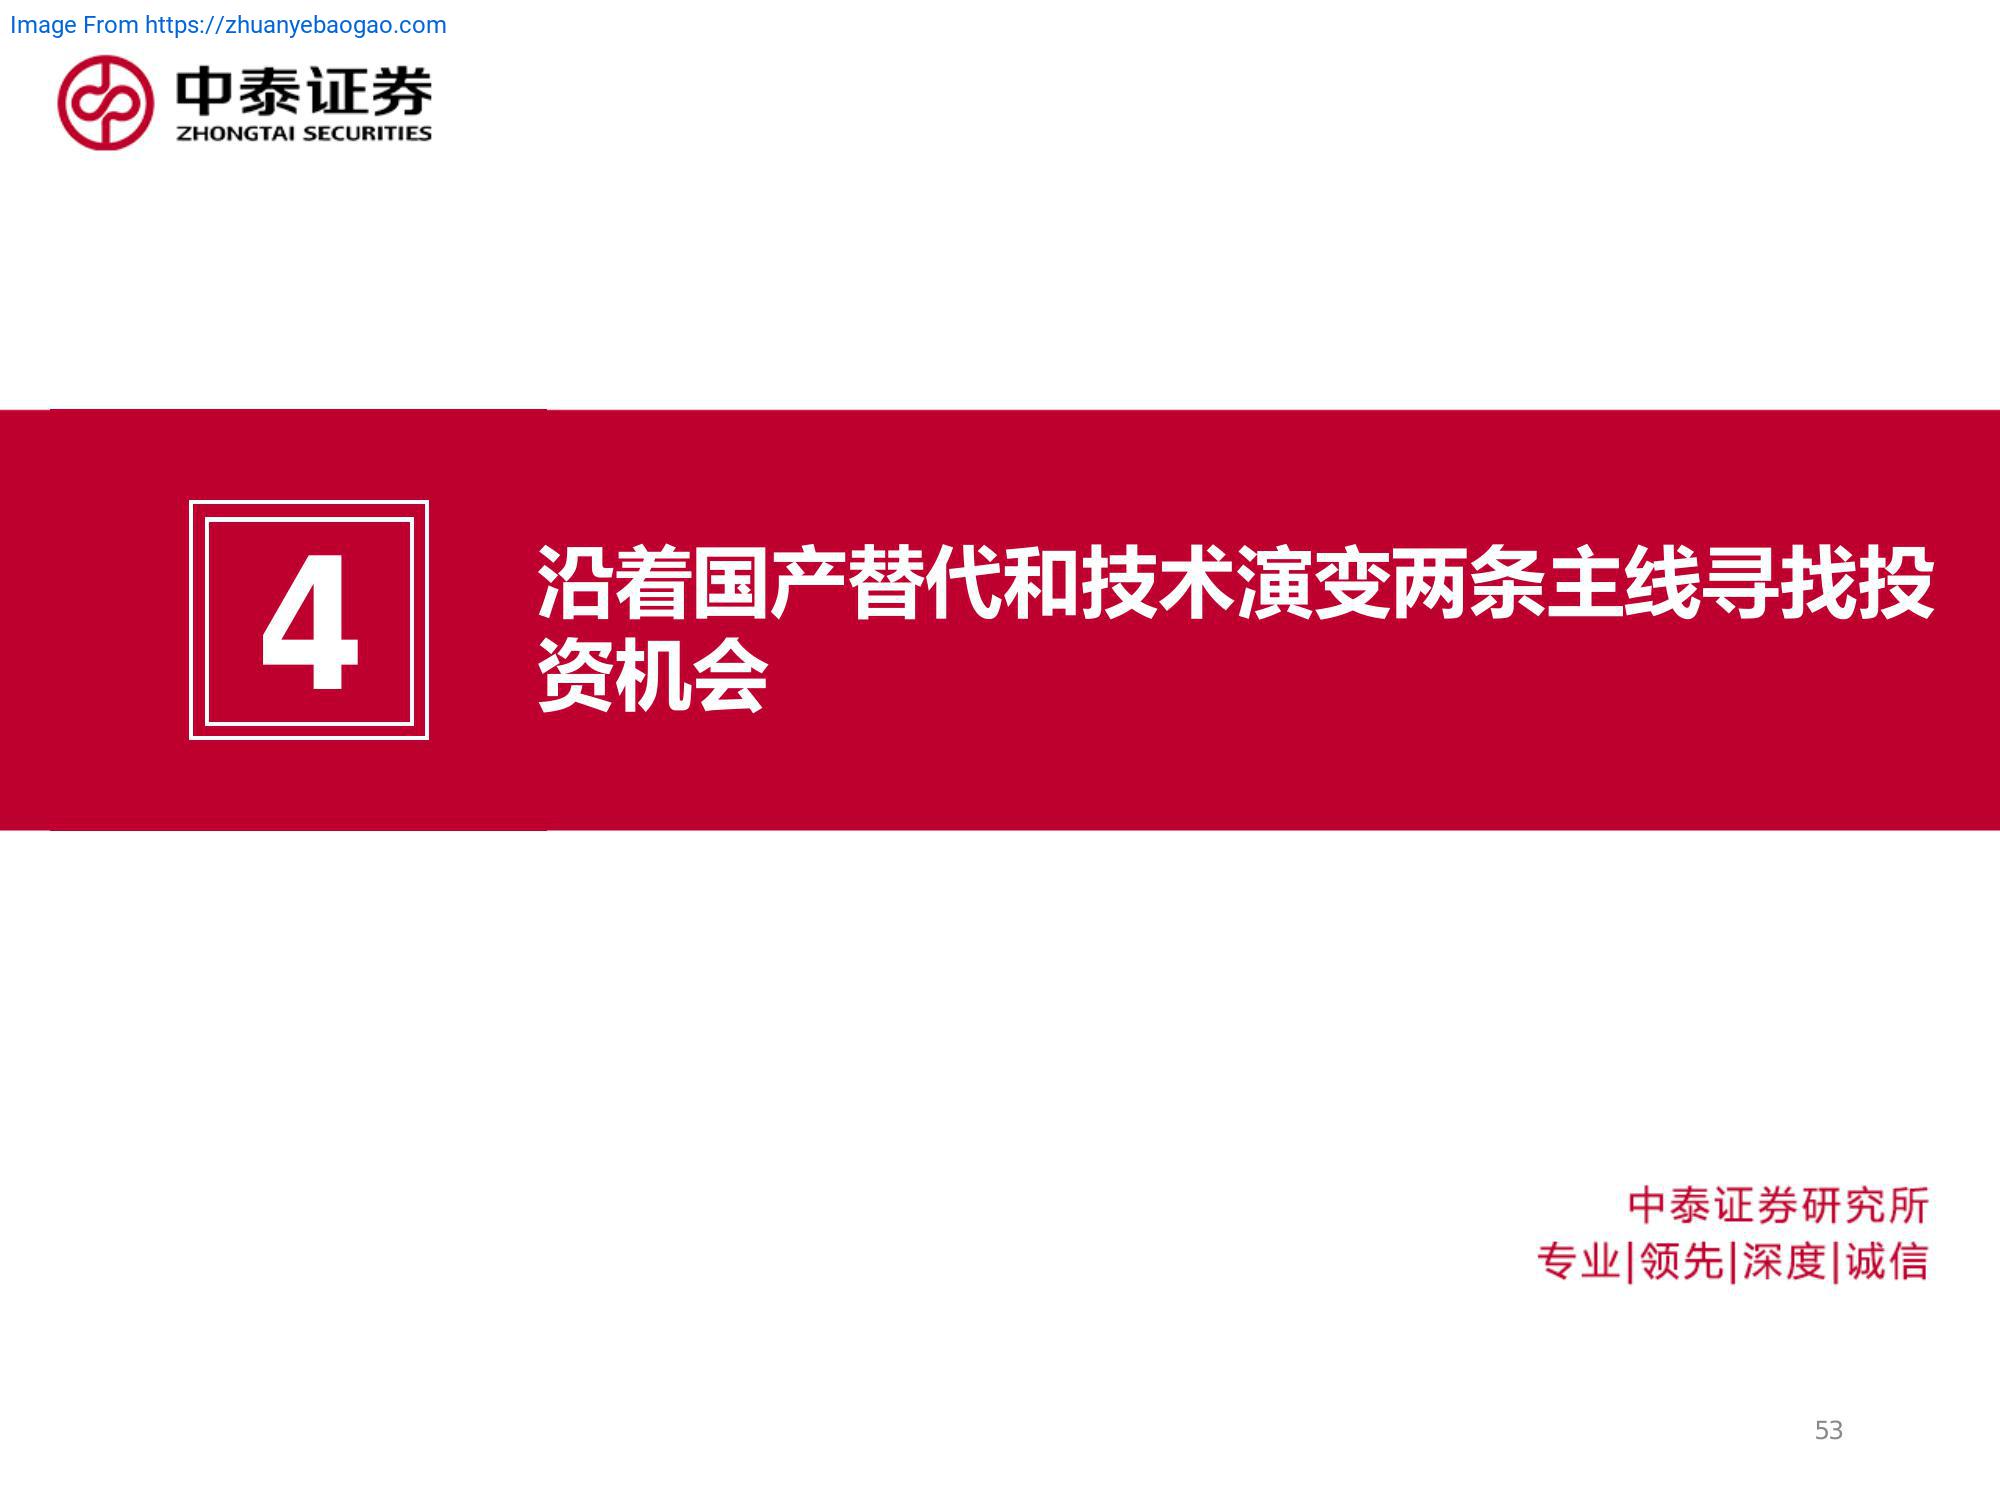 Image From https://zhuanyebaogao.com
中泰证券
ZHONGTAI SECURITIES
4
沿着国产替代和技术演变两条主线寻找投
资机会
中泰证券研究所
专业|领先|深度|诚信
53